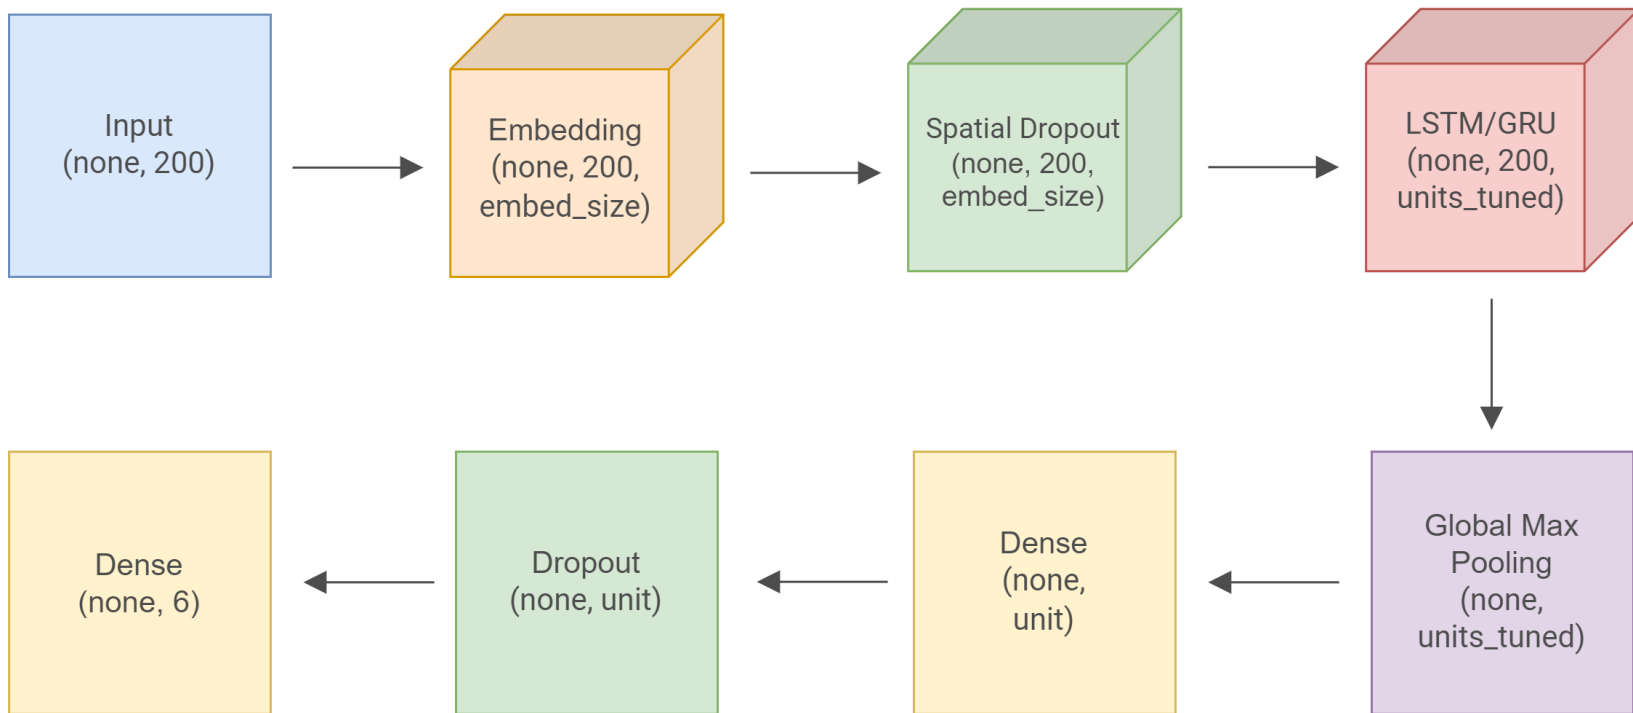 Input
(none, 200)
Embedding
(none, 200,
embed_size)
Spatial Dropout
(none, 200,
embed_size)
LSTM/GRU
(none, 200,
units_tuned)
Global Max
Pooling
(none,
units_tuned)
Dense
(none,
unit)
Dropout
(none, unit)
Dense
(none, 6)